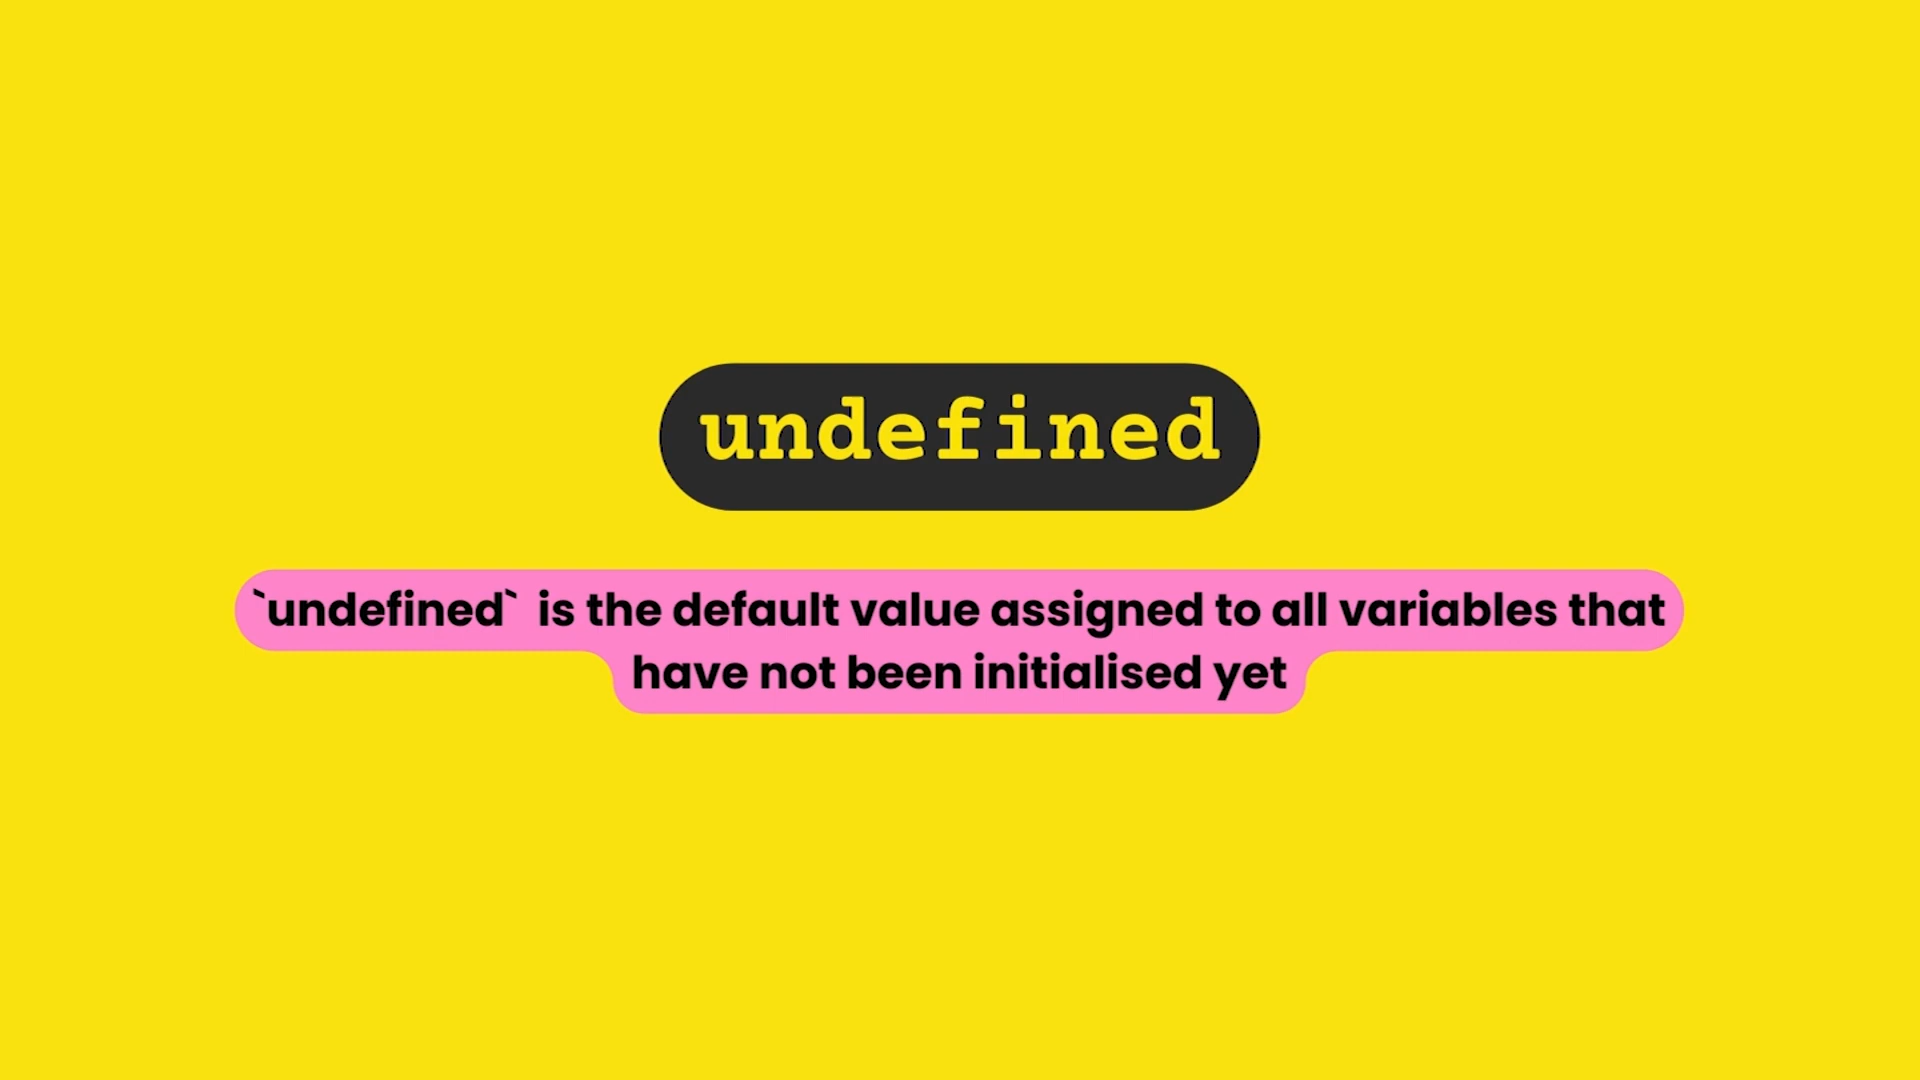 undefined
`undefined` is the default value assigned to all variables that
have not been initialised yet